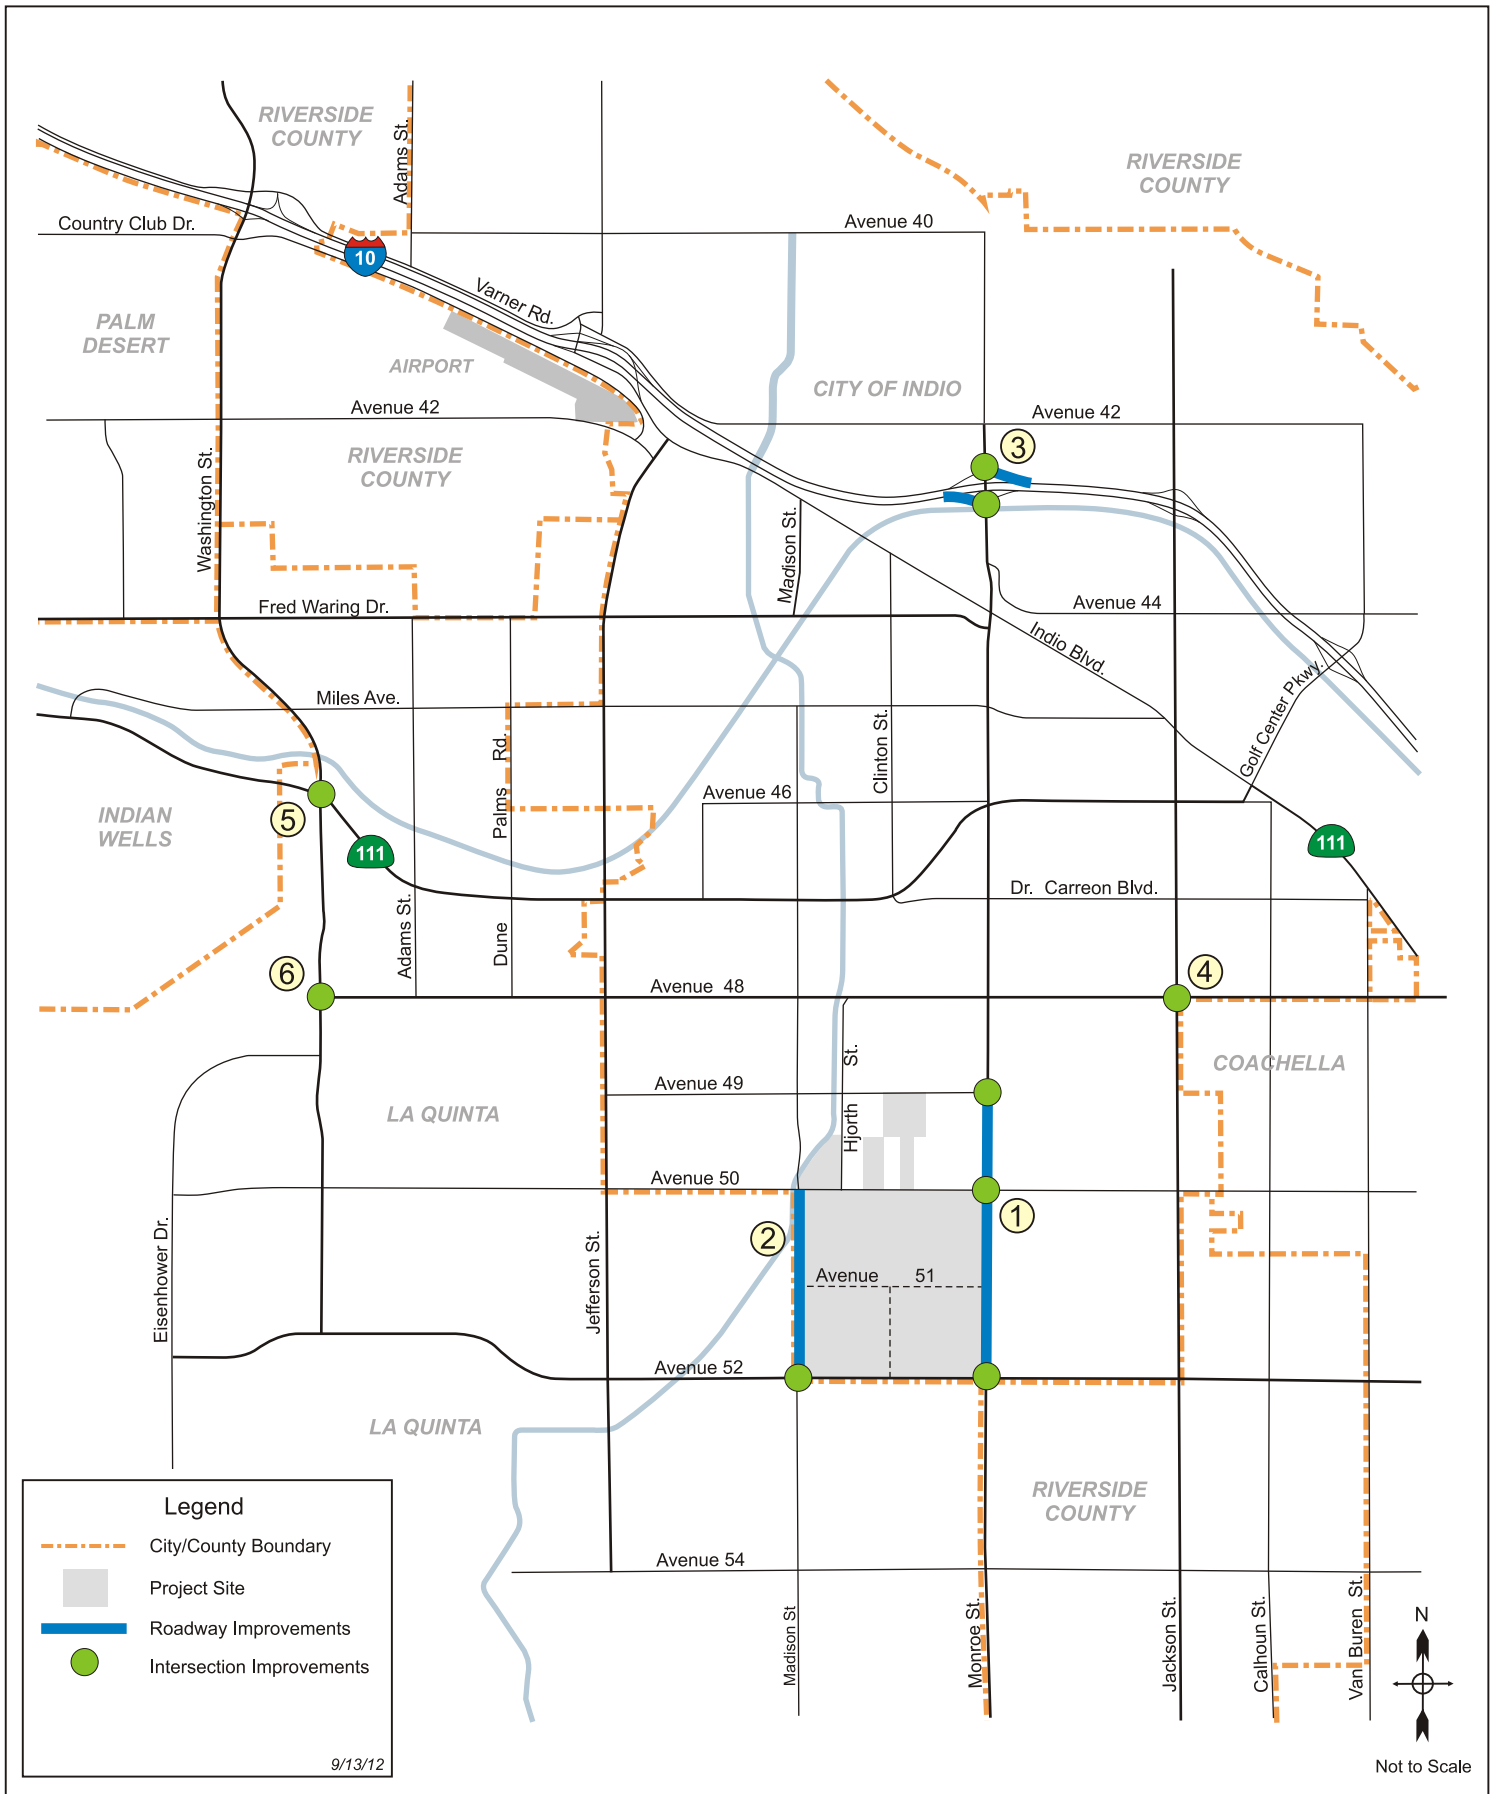 RIVERSIDE
COUNTY
Adams St.
RIVERSIDE
COUNTY
Country Club Dr.
Avenue 40
10
Varner Rd.
PALM
DESERT
AIRPORT
CITY OF INDIO
Avenue 42
Avenue 42
3
RIVERSIDE
COUNTY
Washington St.
Madison St.
Fred Waring Dr.
Avenue 44
Indio Blvd.
Miles Ave.
Golf Center Pkwy.
Clinton St.
Palms Rd.
Avenue 46
INDIAN
WELLS
5
111
111
Dr. Carreon Blvd.
Adams St.
Dune
6
Avenue 48
4
Hjorth St.
COACHELLA
Avenue 49
LA QUINTA
Avenue 50
1
2
Eisenhower Dr.
Jefferson St.
Avenue 51
Avenue 52
LA QUINTA
RIVERSIDE
COUNTY
Avenue 54
Madison St
Monroe St.
Jackson St.
Calhoun St.
Van Buren St.
Legend
City/County Boundary
Project Site
Roadway Improvements
Intersection Improvements
9/13/12
N
Not to Scale